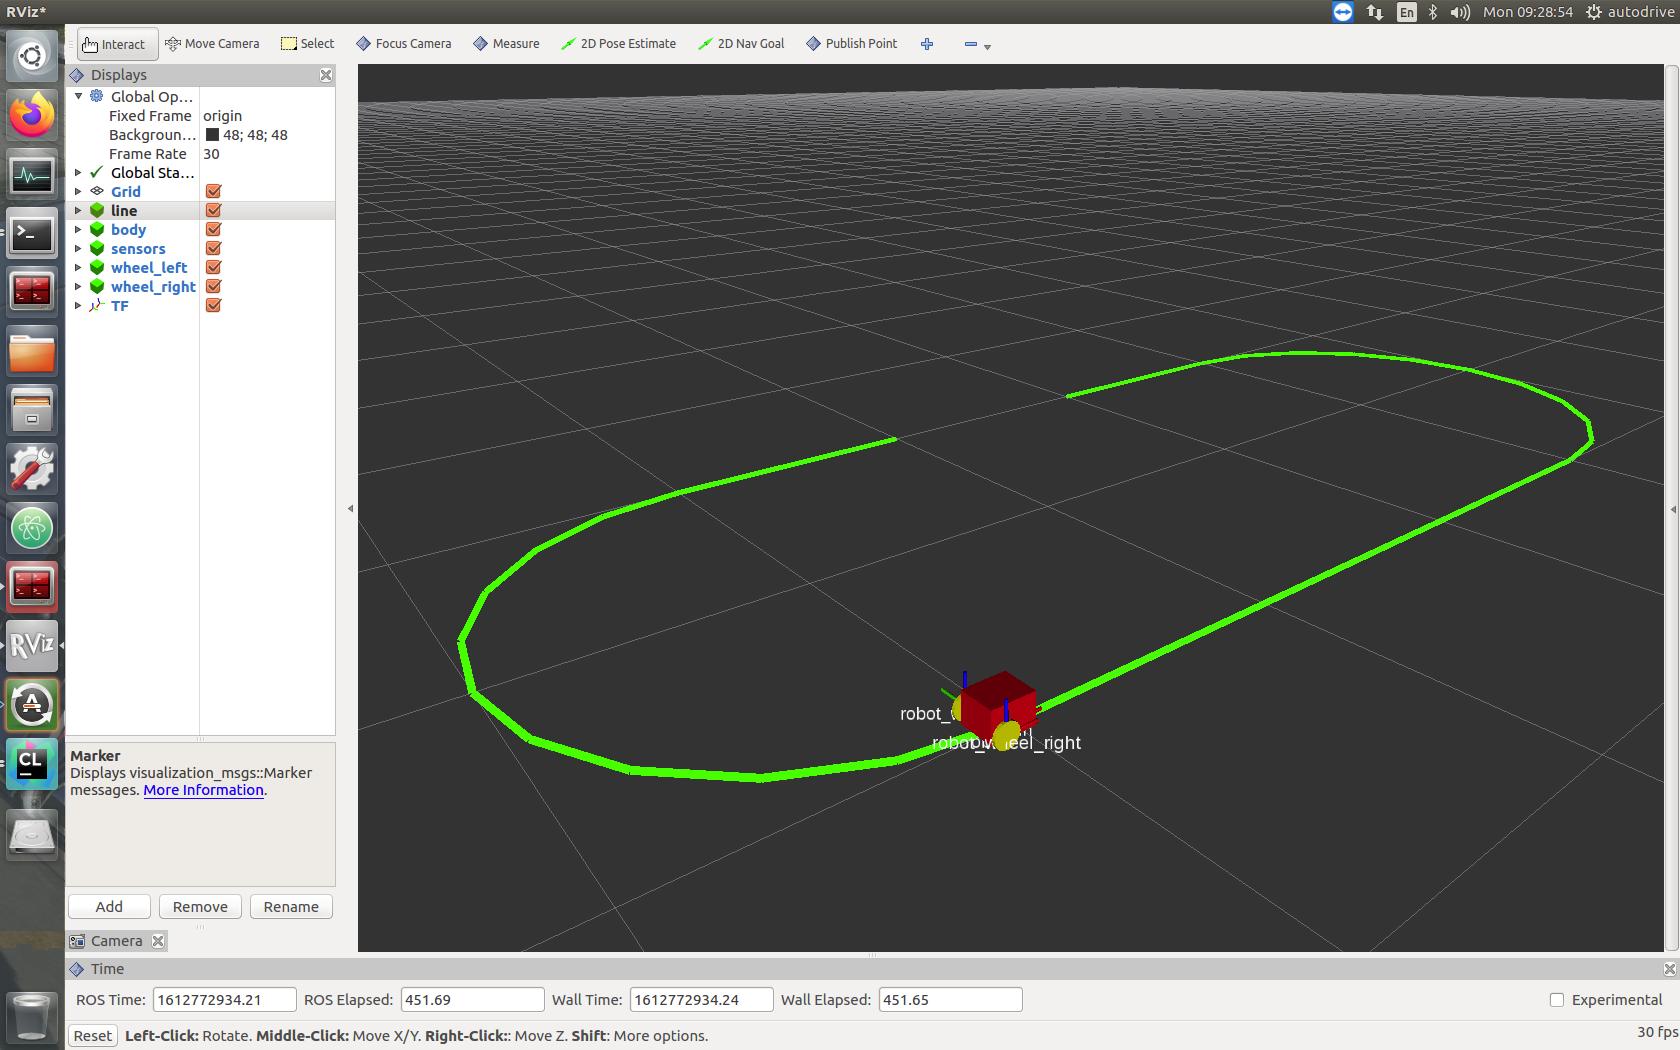 RViz*
En
Mon 09:28:54
autodrive
Interact
Move Camera
Select
Focus Camera
Measure
2D Pose Estimate
2D Nav Goal
Publish Point
Displays
Global Op...
Fixed Frame
origin
Backgroun...
48; 48; 48
Frame Rate
30
Global Sta...
Grid
line
body
sensors
wheel_left
wheel_right
TF
RViz
A
CL
robot_
robot_
eel_right
Marker
Displays visualization_msgs::Marker
messages. More Information.
Add
Remove
Rename
Camera
Time
ROS Time:
1612772934.21
ROS Elapsed:
451.69
Wall Time:
1612772934.24
Wall Elapsed:
451.65
Experimental
Reset
Left-Click: Rotate. Middle-Click: Move X/Y. Right-Click:: Move Z. Shift: More options.
30 fps